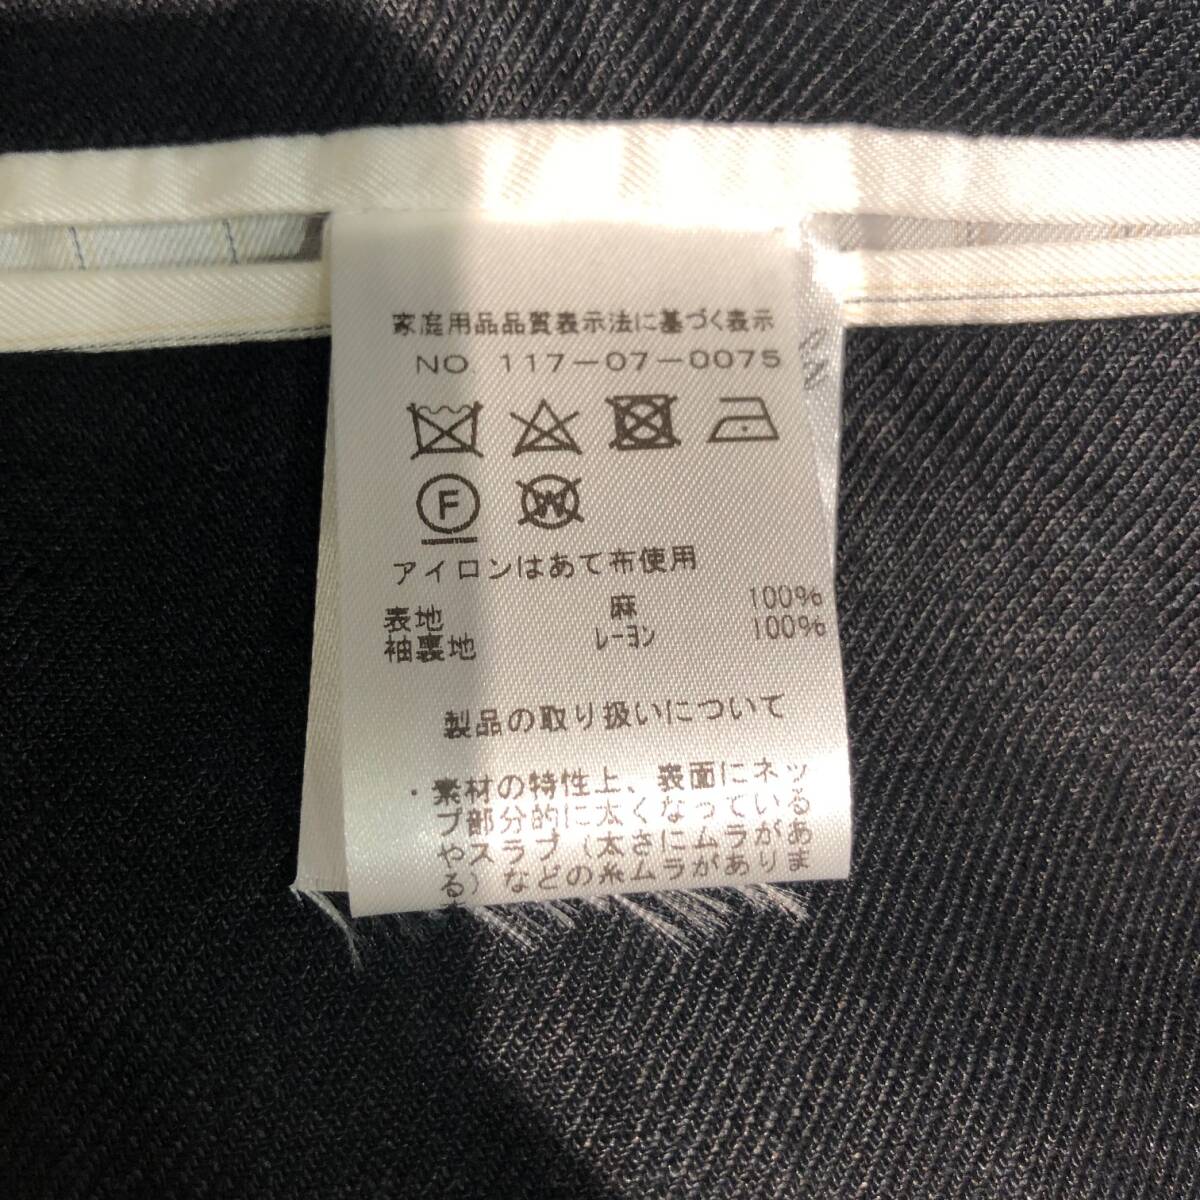 家庭用品品質表示法に基づく表示
NO 117-07-0075
F W
アイロンはあて布使用
表地 麻 100%
袖裏地 レーヨン 100%
製品の取り扱いについて
・素材の特性上、表面にネッ
プ部分的に太くなっている
やスラブ（太さにムラがあ
る）などの糸ムラがありま